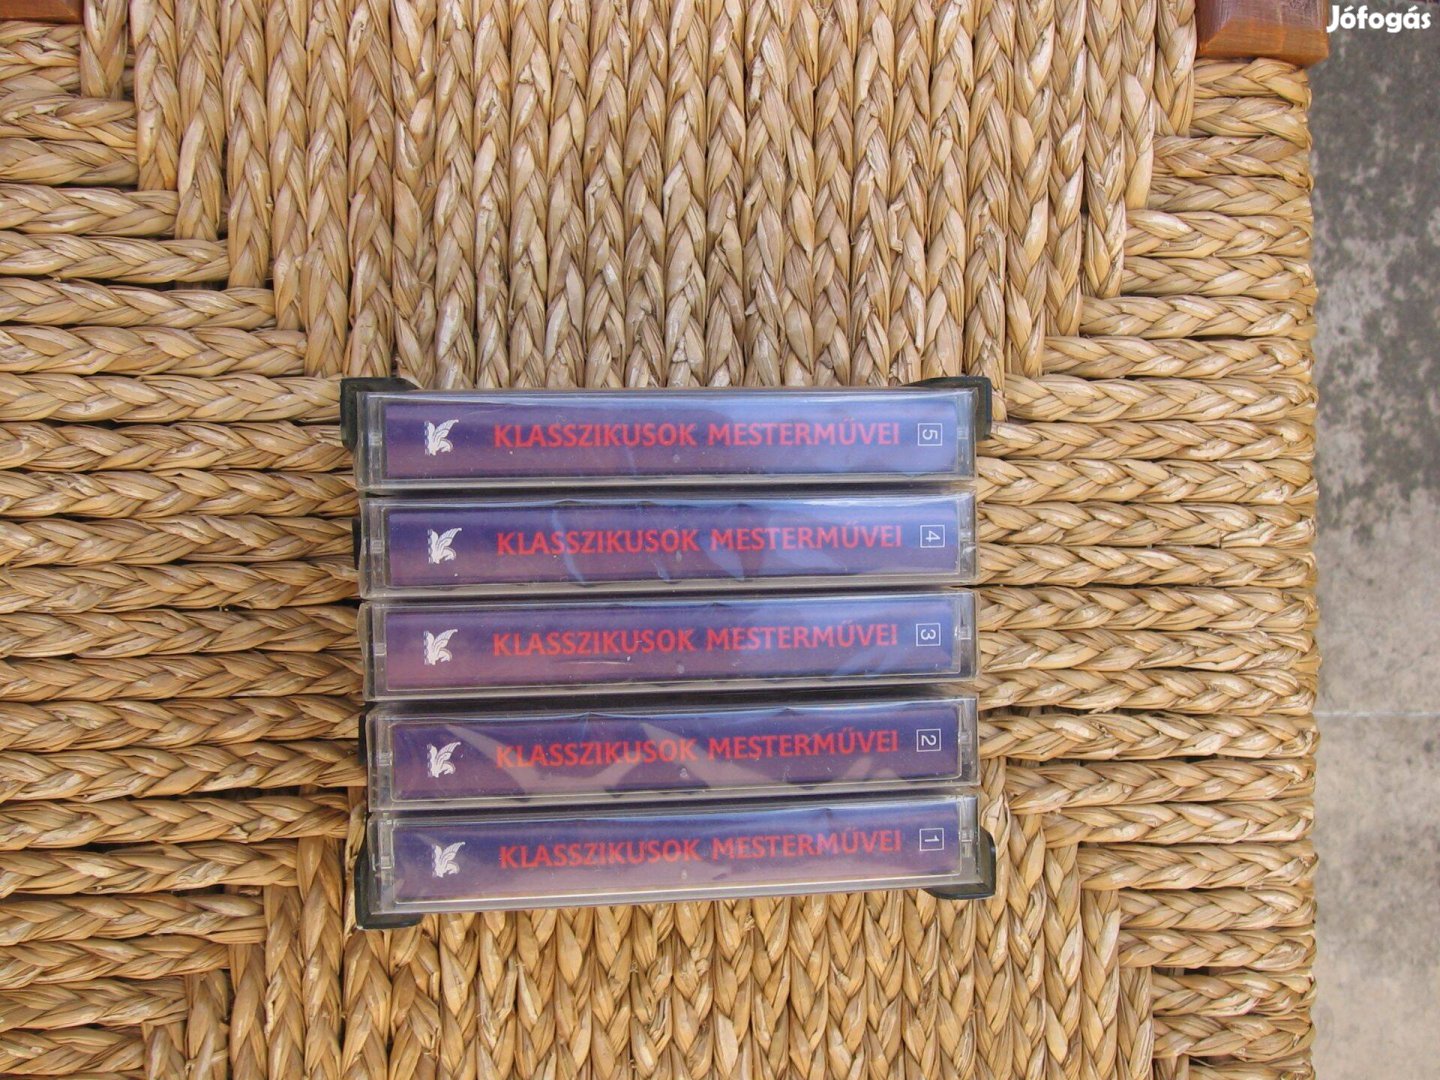 Jófogás
KLASSZIKUSOK MESTERMŰVEI 5
KLASSZIKUSOK MESTERMŰVEI 4
KLASSZIKUSOK MESTERMŰVEI 3
KLASSZIKUSOK MESTERMŰVEI 2
KLASSZIKUSOK MESTERMŰVEI 1